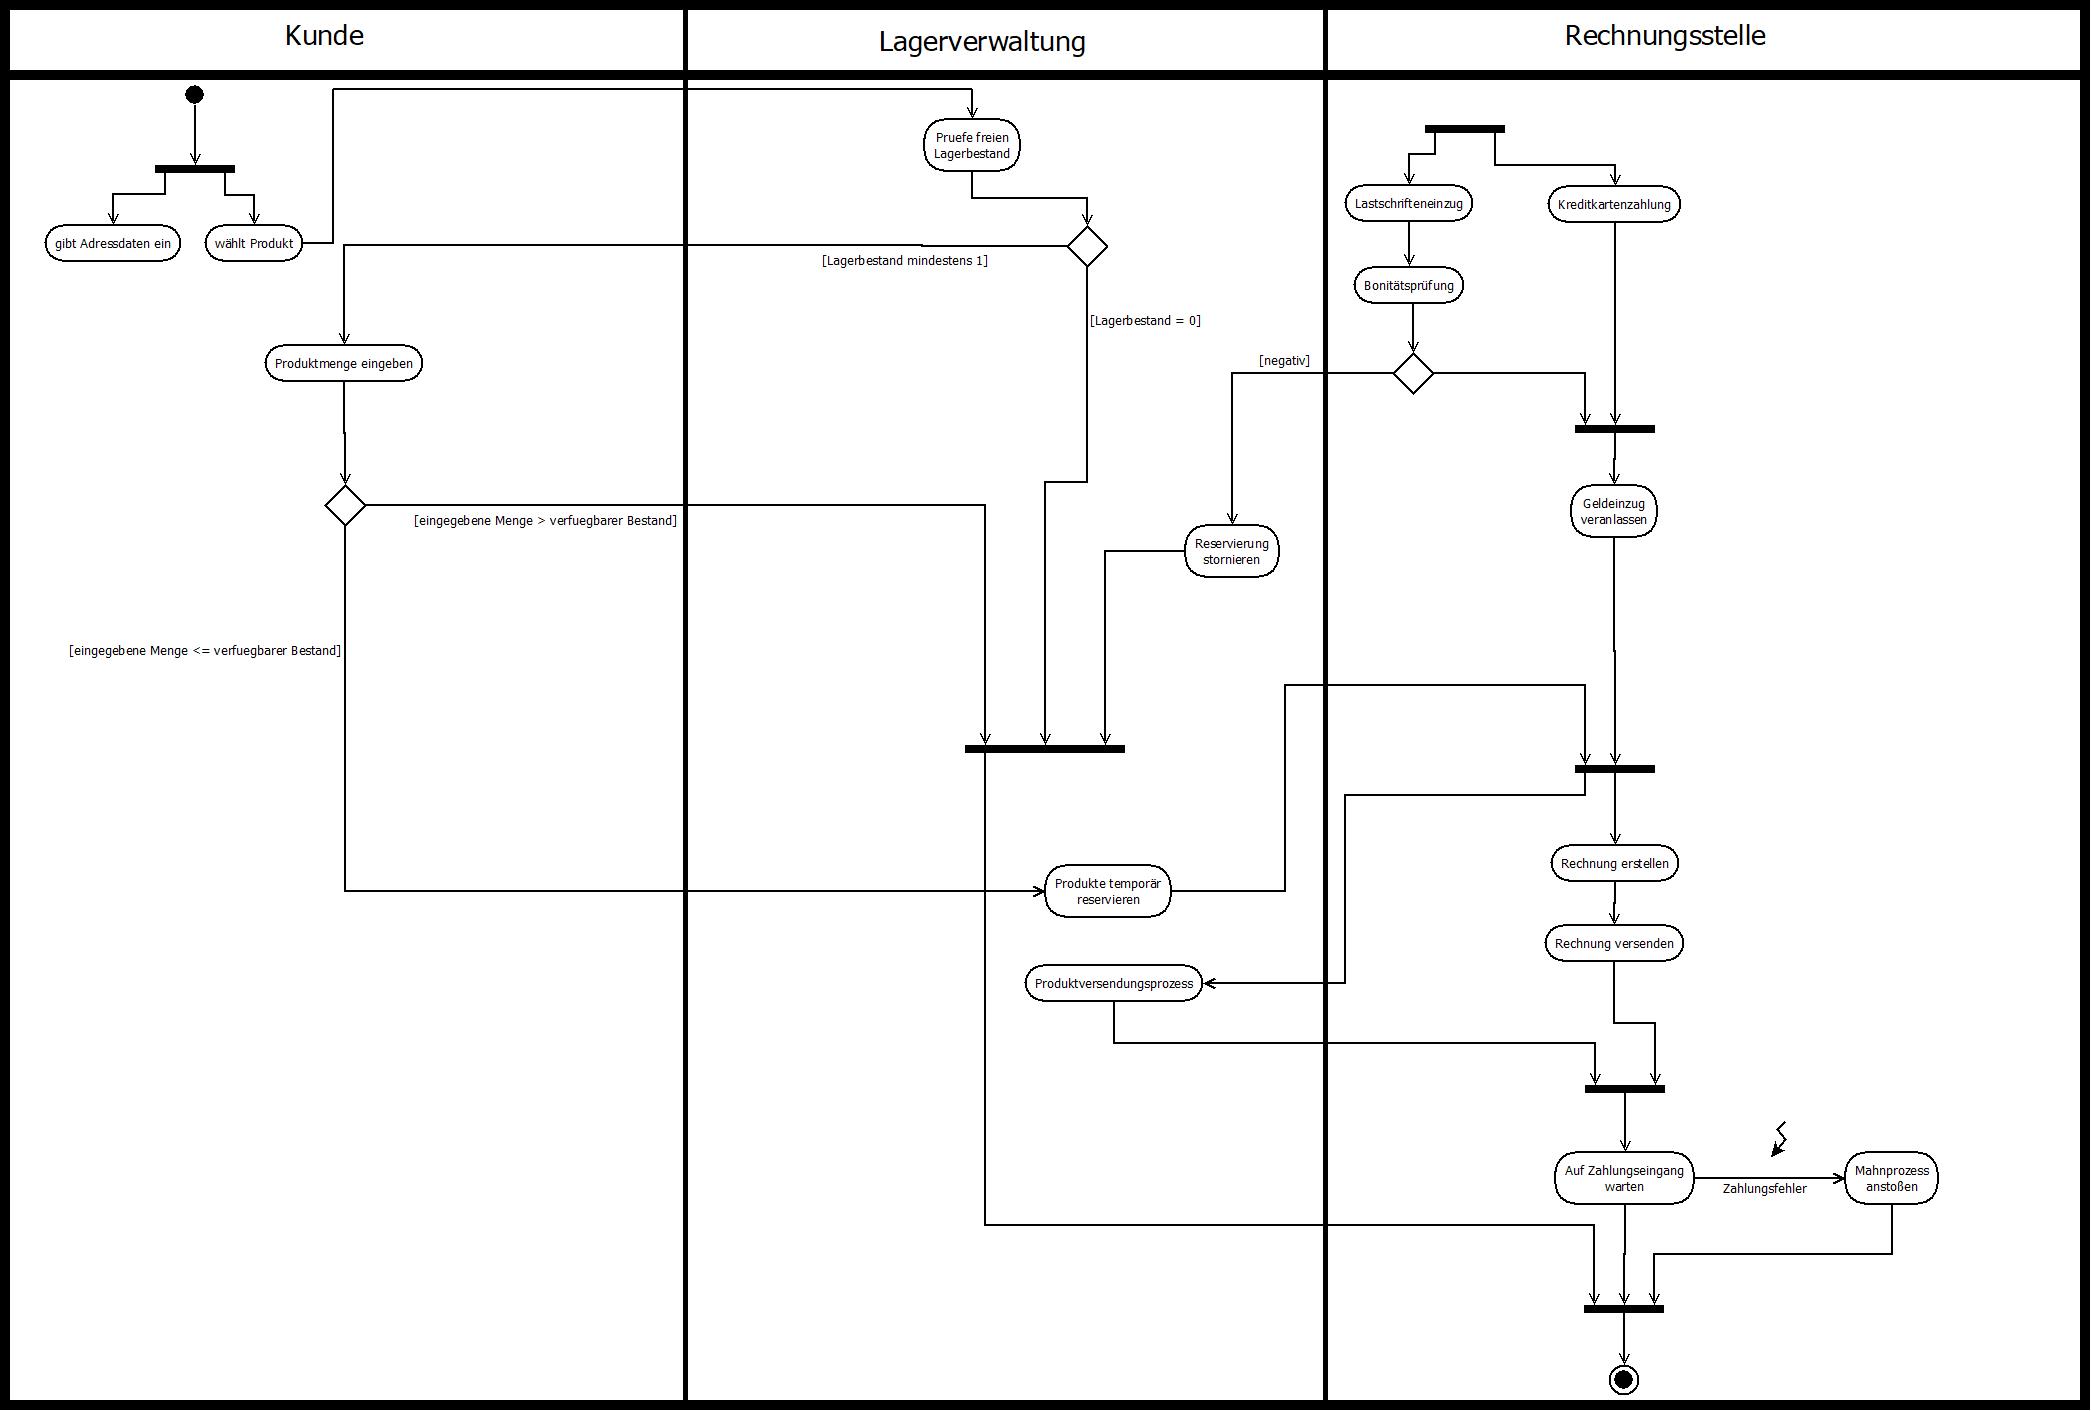 Kunde
Lagerverwaltung
Rechnungsstelle
Pruefe freien
Lagerbestand
gibt Adressdaten ein
wählt Produkt
Lastschrifteneinzug
Kreditkartenzahlung
[Lagerbestand mindestens 1]
Bonitätsprüfung
[Lagerbestand = 0]
[negativ]
Produktmenge eingeben
[eingegebene Menge > verfuegbarer Bestand]
Geldeinzug
veranlassen
Reservierung
stornieren
[eingegebene Menge <= verfuegbarer Bestand]
Rechnung erstellen
Produkte temporär
reservieren
Rechnung versenden
Produktversendungsprozess
Auf Zahlungseingang
warten
Zahlungsfehler
Mahnprozess
anstoßen